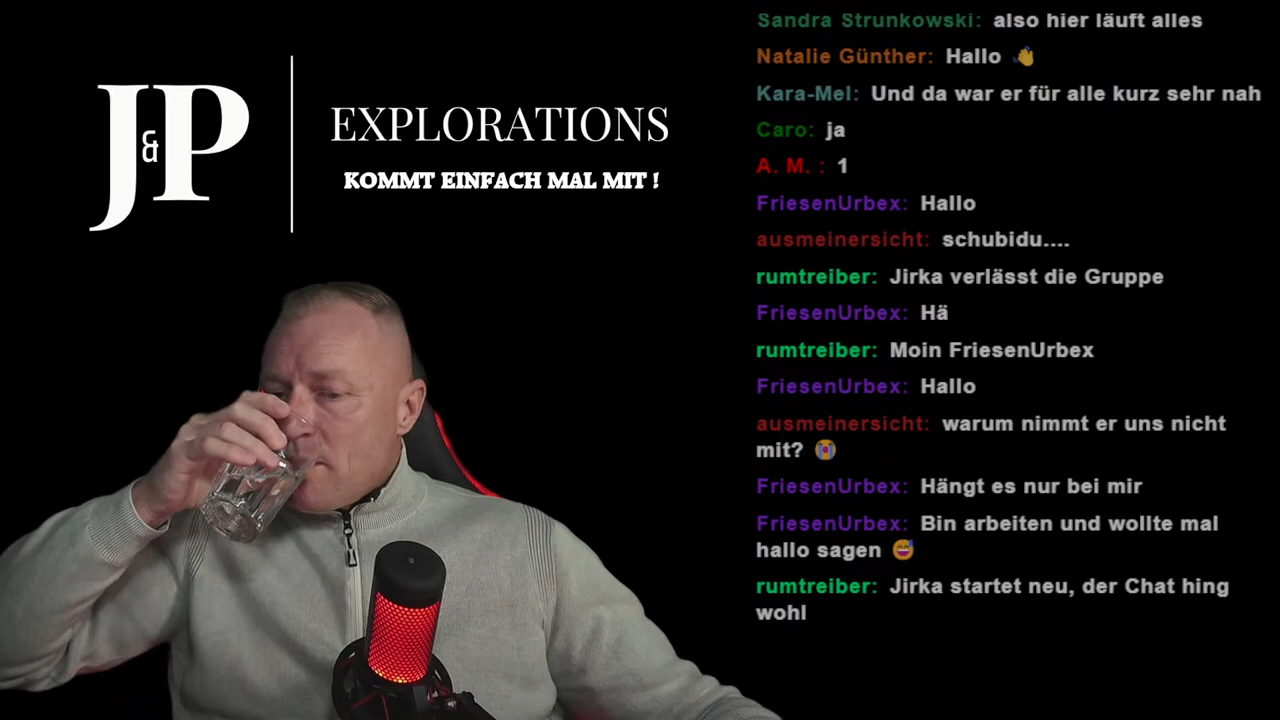 J&P
EXPLORATIONS
KOMMT EINFACH MAL MIT !
Sandra Strunkowski: also hier läuft alles
Natalie Günther: Hallo 👋
Kara-Mel: Und da war er für alle kurz sehr nah
Caro: ja
A. M. : 1
FriesenUrbex: Hallo
ausmeinersicht: schubidu....
rumtreiber: Jirka verlässt die Gruppe
FriesenUrbex: Hä
rumtreiber: Moin FriesenUrbex
FriesenUrbex: Hallo
ausmeinersicht: warum nimmt er uns nicht
mit? 😭
FriesenUrbex: Hängt es nur bei mir
FriesenUrbex: Bin arbeiten und wollte mal
hallo sagen 😅
rumtreiber: Jirka startet neu, der Chat hing
wohl